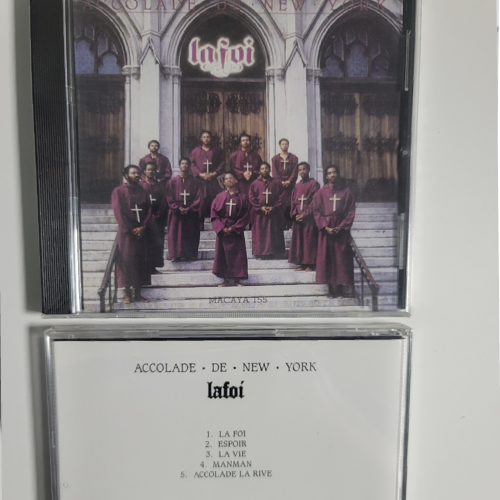 ACCOLADE DE NEW YORK
lafoi
MACAYA 155
ACCOLADE • DE • NEW • YORK
lafoi
1. LA FOI
2. ESPOIR
3. LA VIE
4. MANMAN
5. ACCOLADE LA RIVE